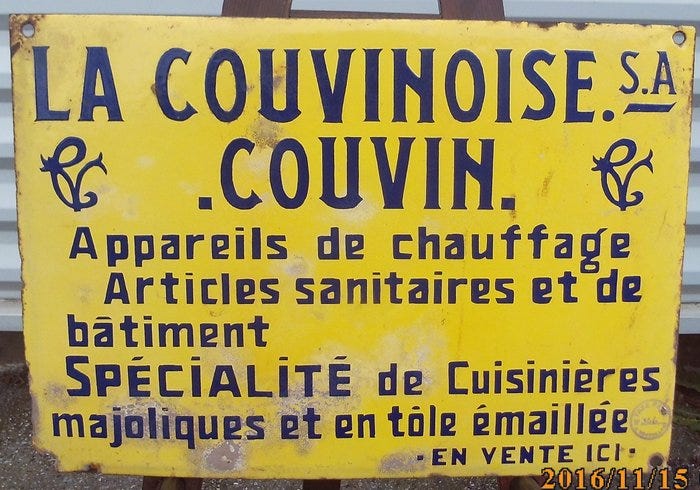 LA COUVINOISE. S.A
.COUVIN.
Appareils de chauffage
Articles sanitaires et de
bâtiment
SPÉCIALITÉ de Cuisinières
majoliques et en tôle émaillée
·EN VENTE ICI·
2016/11/15